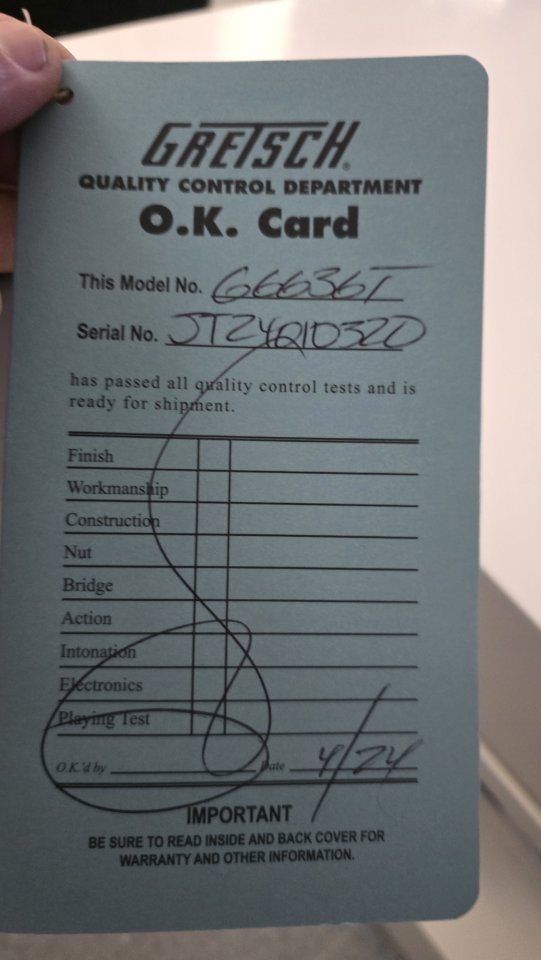 GRETSCH®
QUALITY CONTROL DEPARTMENT
O.K. Card
This Model No. G6636T
Serial No. JT24010520
has passed all quality control tests and is
ready for shipment.
Finish
Workmanship
Construction
Nut
Bridge
Action
Intonation
Electronics
Playing Test
O.K.'d by Date 4/24
IMPORTANT
BE SURE TO READ INSIDE AND BACK COVER FOR
WARRANTY AND OTHER INFORMATION.